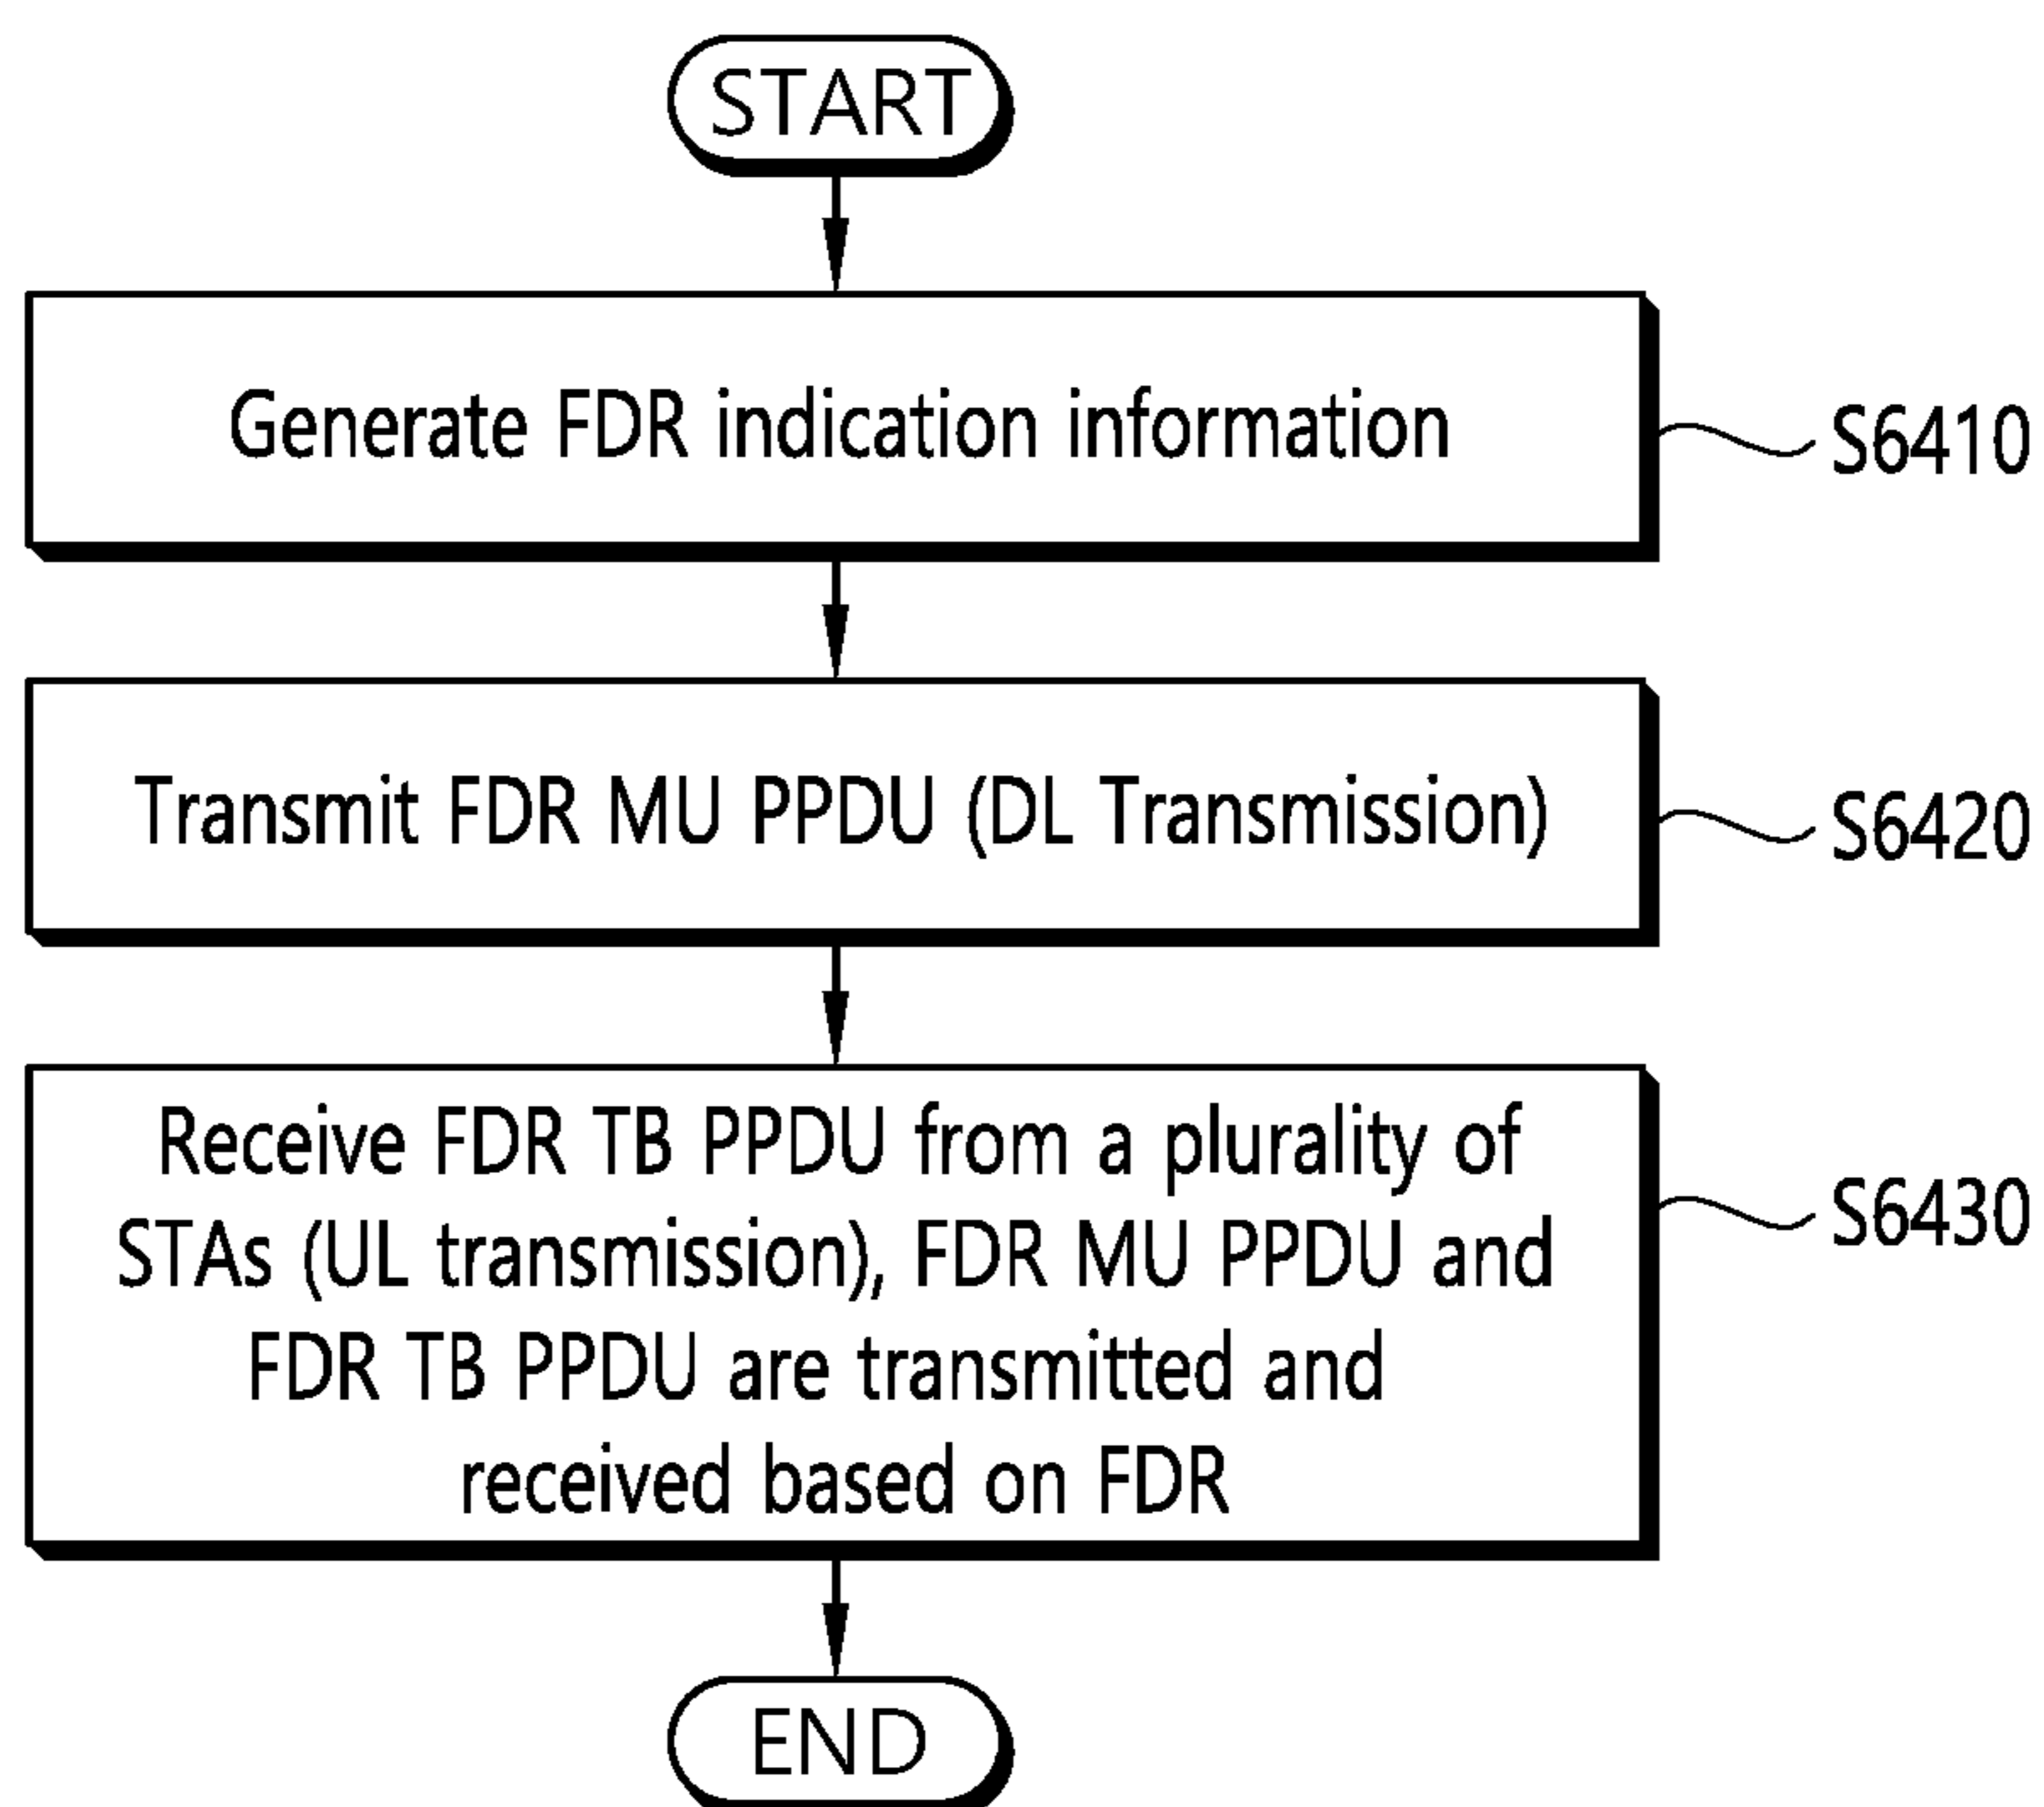 START
Generate FDR indication information
S6410
Transmit FDR MU PPDU (DL Transmission)
S6420
Receive FDR TB PPDU from a plurality of
STAs (UL transmission), FDR MU PPDU and
FDR TB PPDU are transmitted and
received based on FDR
S6430
END